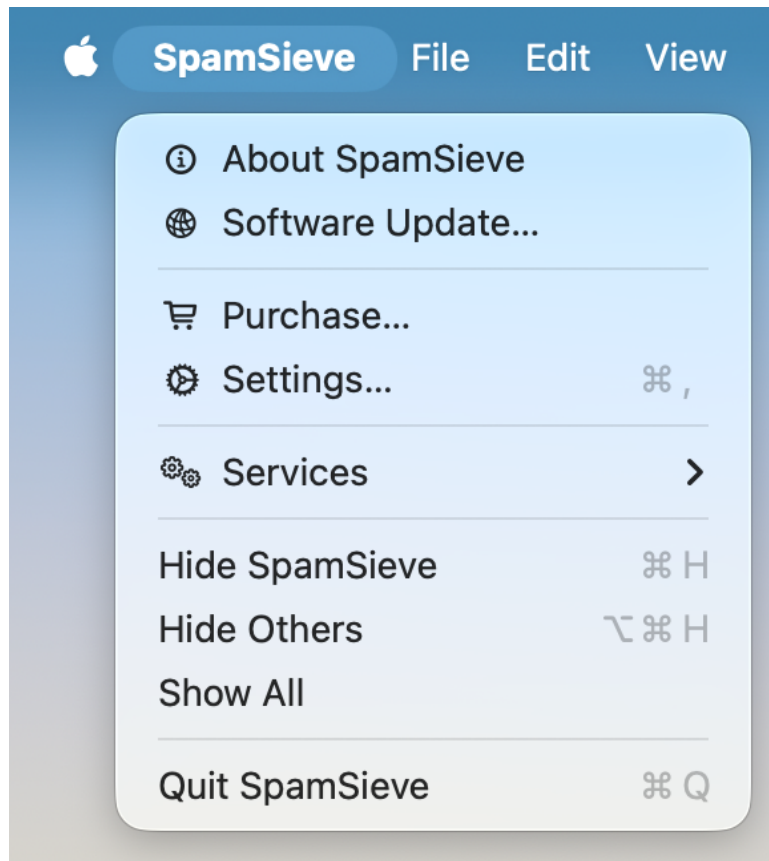 SpamSieve File Edit View
About SpamSieve
Software Update...
Purchase...
Settings... ⌘ ,
Services
Hide SpamSieve ⌘ H
Hide Others ⌥ ⌘ H
Show All
Quit SpamSieve ⌘ Q